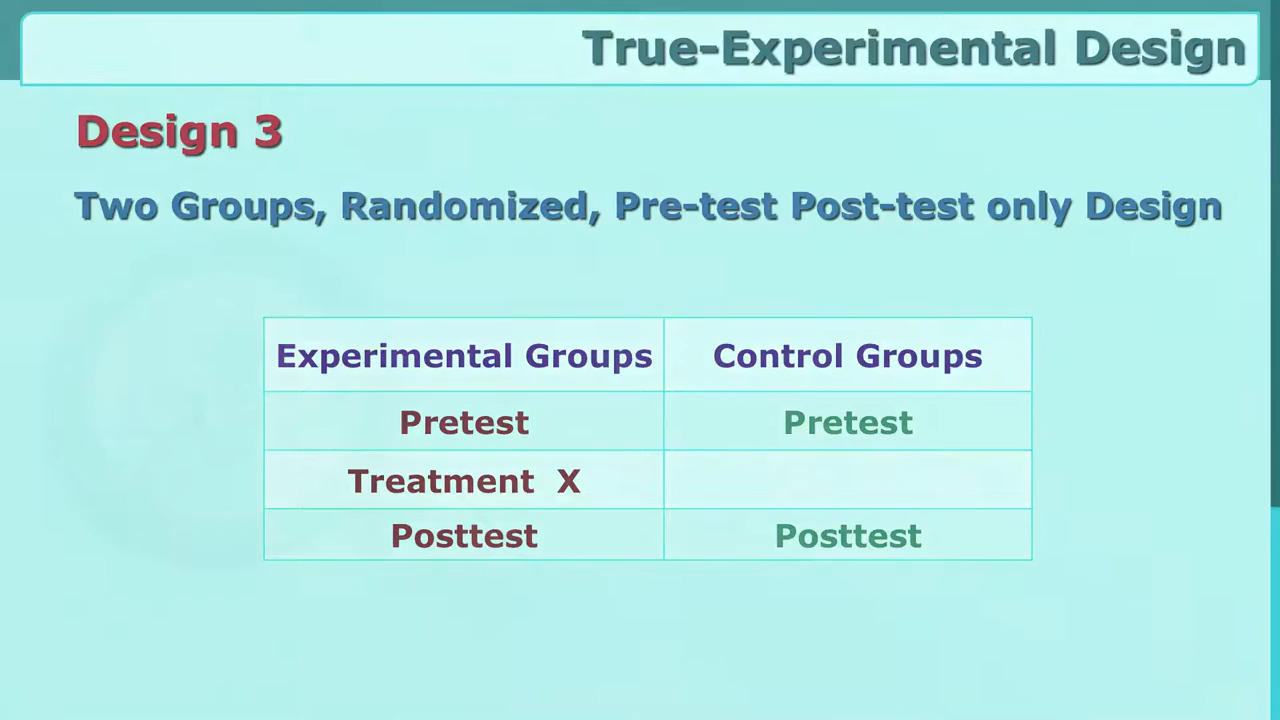 True-Experimental Design
Design 3
Two Groups, Randomized, Pre-test Post-test only Design
Experimental Groups Control Groups
Pretest Pretest
Treatment X
Posttest Posttest